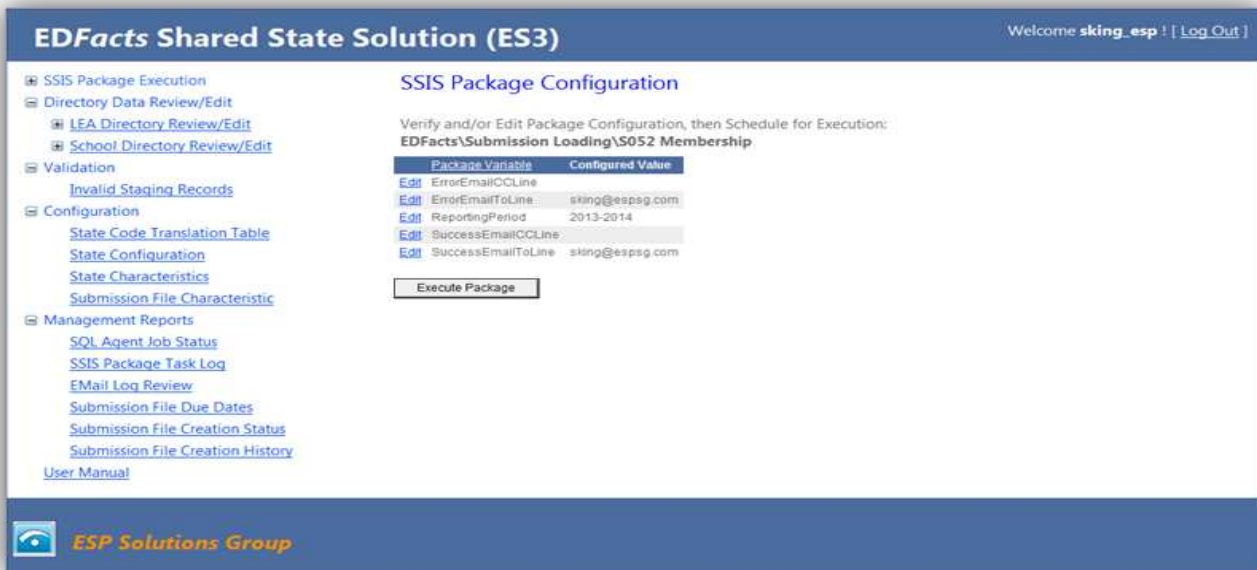 EDFacts Shared State Solution (ES3)
Welcome sking_esp ! [ Log Out ]
SSIS Package Execution
Directory Data Review/Edit
LEA Directory Review/Edit
School Directory Review/Edit
Validation
Invalid Staging Records
Configuration
State Code Translation Table
State Configuration
State Characteristics
Submission File Characteristic
Management Reports
SQL Agent Job Status
SSIS Package Task Log
EMail Log Review
Submission File Due Dates
Submission File Creation Status
Submission File Creation History
User Manual
SSIS Package Configuration
Verify and/or Edit Package Configuration, then Schedule for Execution:
EDFacts\Submission Loading\S052 Membership
Package Variable Configured Value
Edit ErrorEmailCCLine
Edit ErrorEmailToLine sking@espsg.com
Edit ReportingPeriod 2013-2014
Edit SuccessEmailCCLine
Edit SuccessEmailToLine sking@espsg.com
Execute Package
ESP Solutions Group